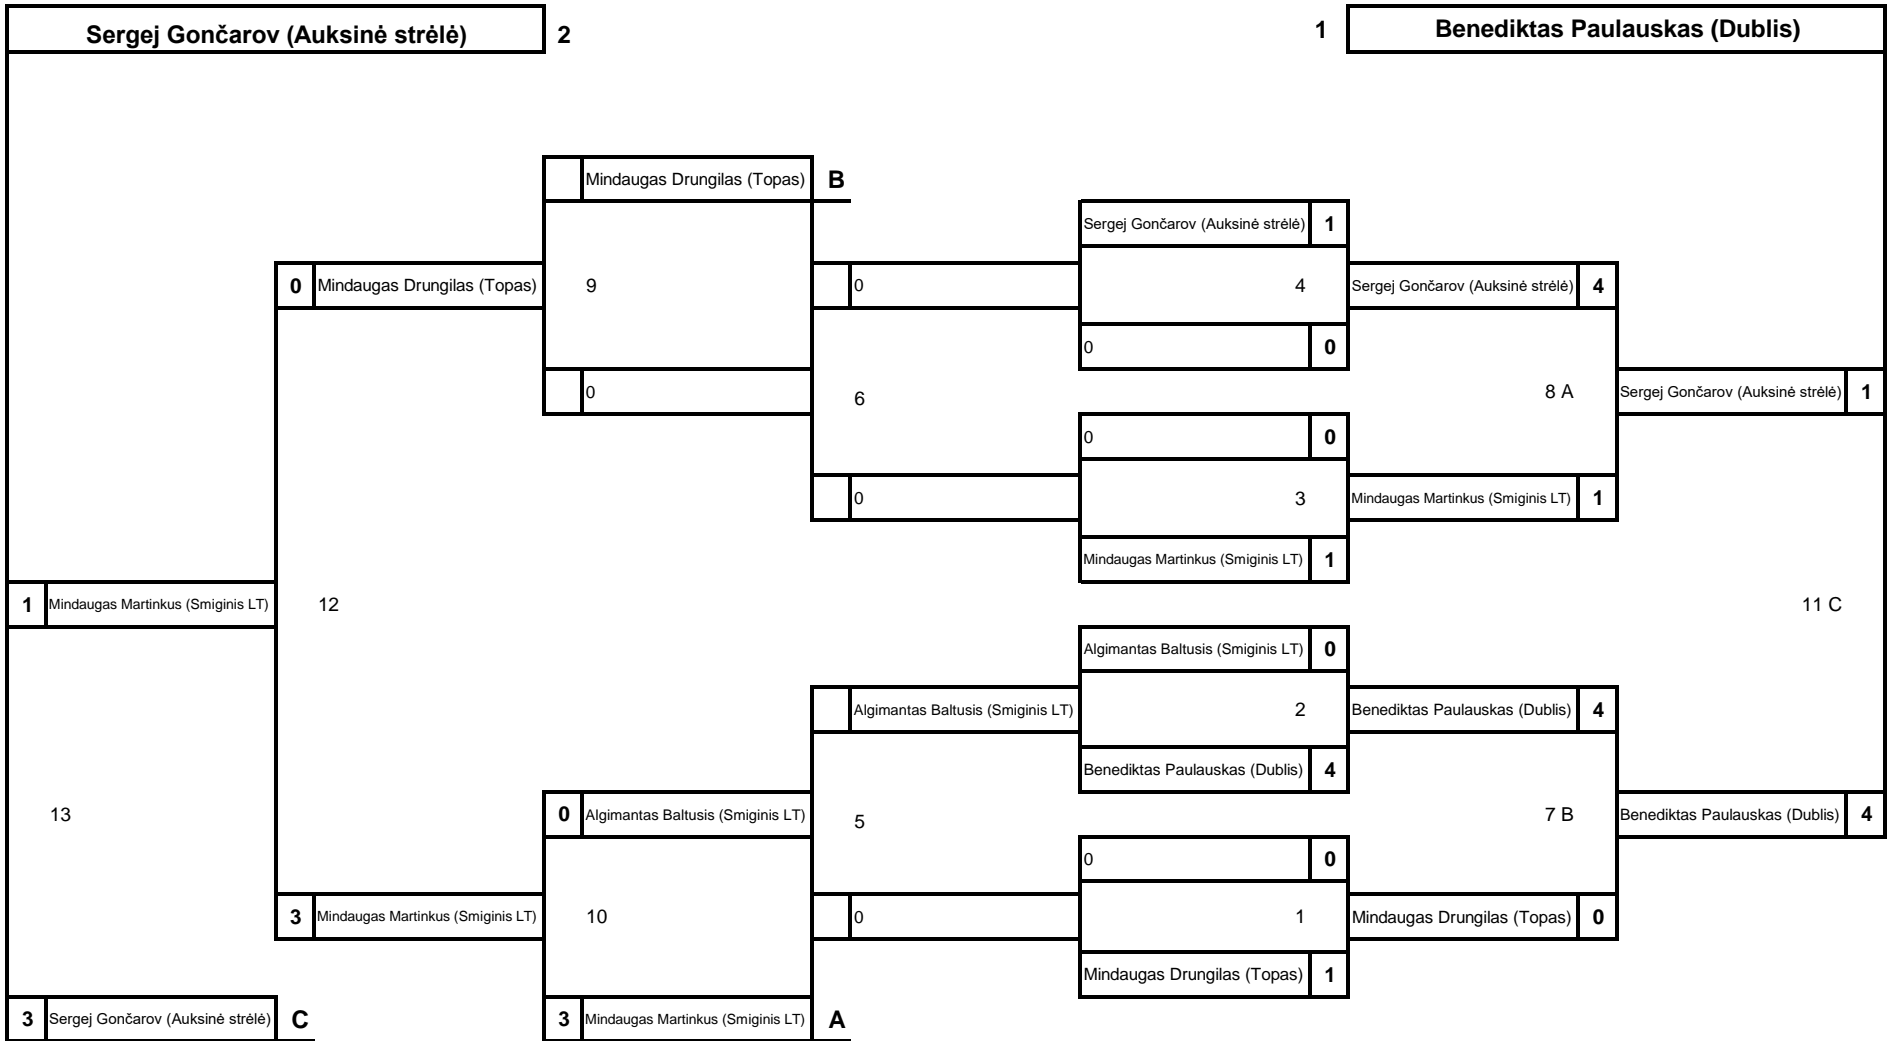 Sergej Gončarov (Auksinė strėlė) 2
1 Benediktas Paulauskas (Dublis)
Mindaugas Drungilas (Topas) B
Sergej Gončarov (Auksinė strėlė) 1
0 Mindaugas Drungilas (Topas) 9 0 4 Sergej Gončarov (Auksinė strėlė) 4
0 0
0 6 8 A Sergej Gončarov (Auksinė strėlė) 1
0 0
0 3 Mindaugas Martinkus (Smiginis LT) 1
Mindaugas Martinkus (Smiginis LT) 1
1 Mindaugas Martinkus (Smiginis LT) 12 11 C
Algimantas Baltusis (Smiginis LT) 0
Algimantas Baltusis (Smiginis LT) 2 Benediktas Paulauskas (Dublis) 4
Benediktas Paulauskas (Dublis) 4
13 0 Algimantas Baltusis (Smiginis LT) 5 7 B Benediktas Paulauskas (Dublis) 4
0 0
3 Mindaugas Martinkus (Smiginis LT) 10 0 1 Mindaugas Drungilas (Topas) 0
Mindaugas Drungilas (Topas) 1
3 Sergej Gončarov (Auksinė strėlė) C 3 Mindaugas Martinkus (Smiginis LT) A